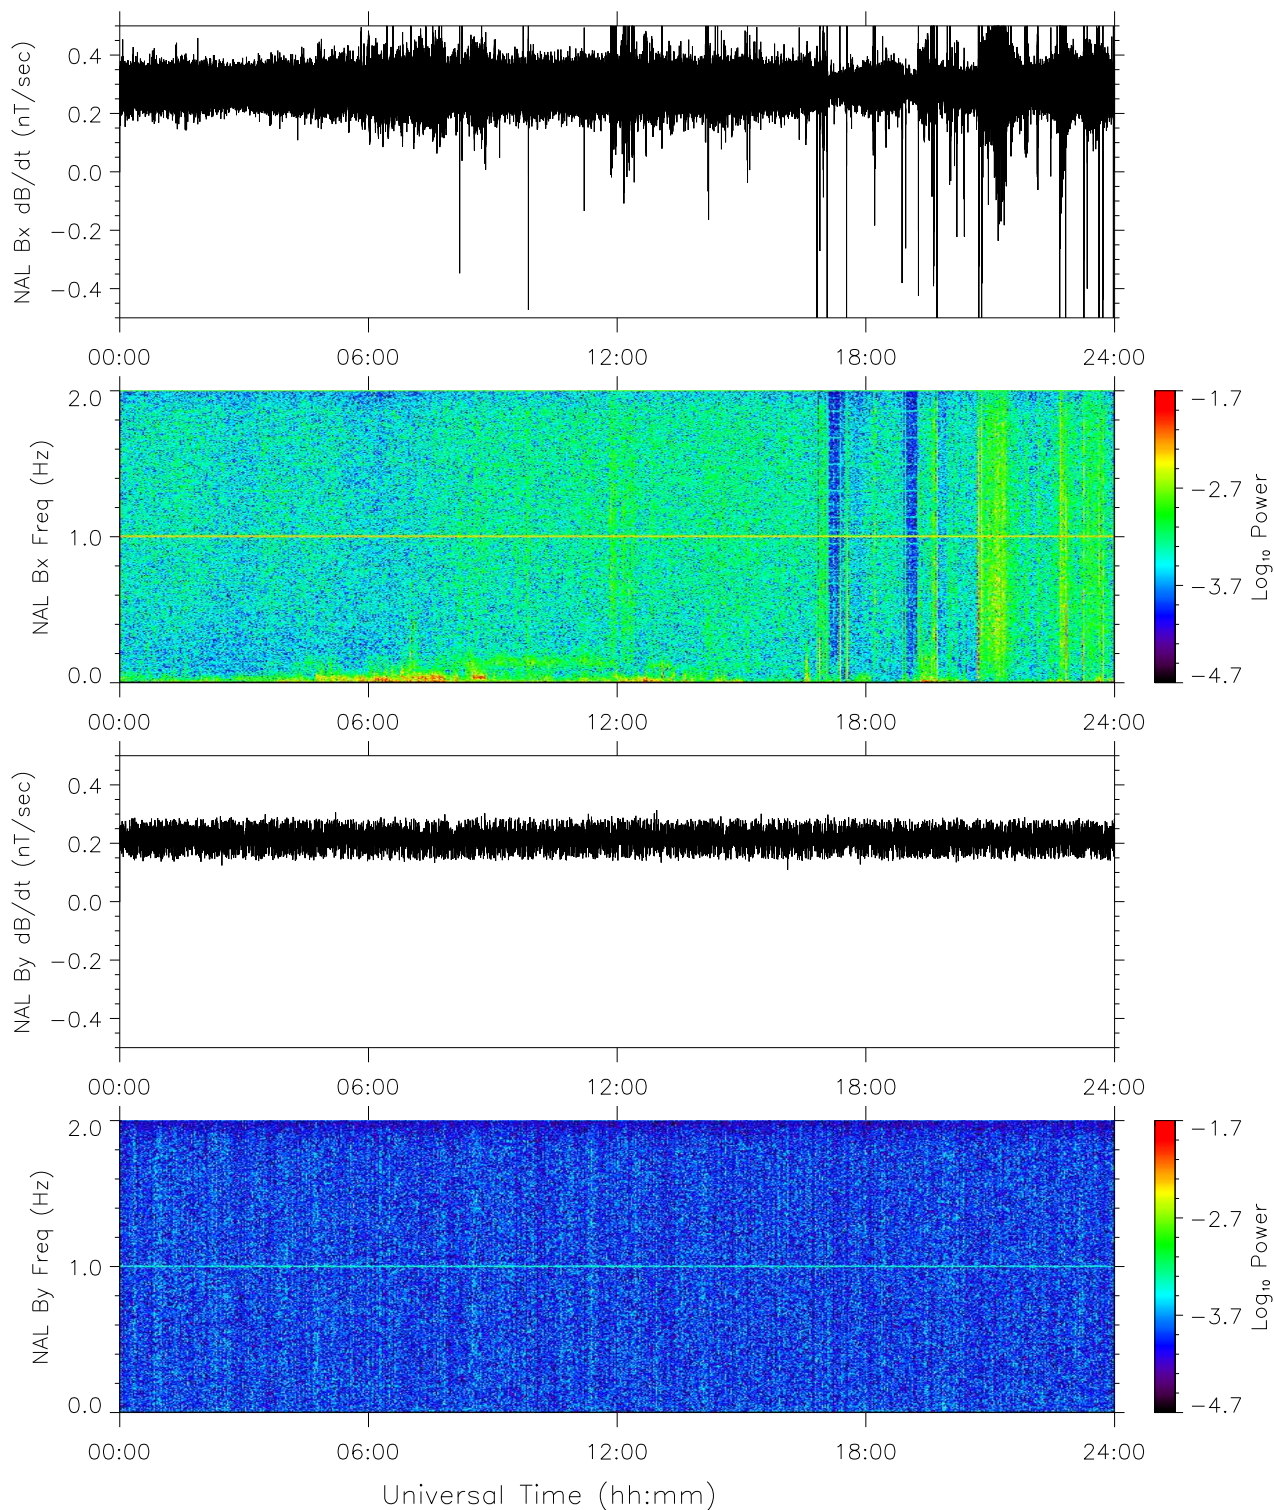 NAL Bx dB/dt (nT/sec)
0.4
0.2
0.0
−0.2
−0.4
00:00 06:00 12:00 18:00 24:00
NAL Bx Freq (Hz)
2.0
1.0
0.0
−1.7
−2.7
−3.7
−4.7
Log10 Power
00:00 06:00 12:00 18:00 24:00
NAL By dB/dt (nT/sec)
0.4
0.2
0.0
−0.2
−0.4
00:00 06:00 12:00 18:00 24:00
NAL By Freq (Hz)
2.0
1.0
0.0
−1.7
−2.7
−3.7
−4.7
Log10 Power
00:00 06:00 12:00 18:00 24:00
Universal Time (hh:mm)